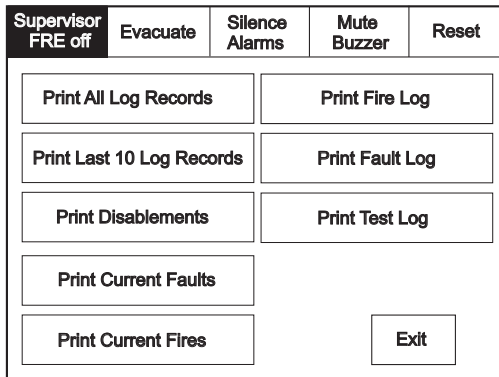 Supervisor
FRE off
Evacuate
Silence
Alarms
Mute
Buzzer
Reset
Print All Log Records
Print Fire Log
Print Last 10 Log Records
Print Fault Log
Print Disablements
Print Test Log
Print Current Faults
Print Current Fires
Exit